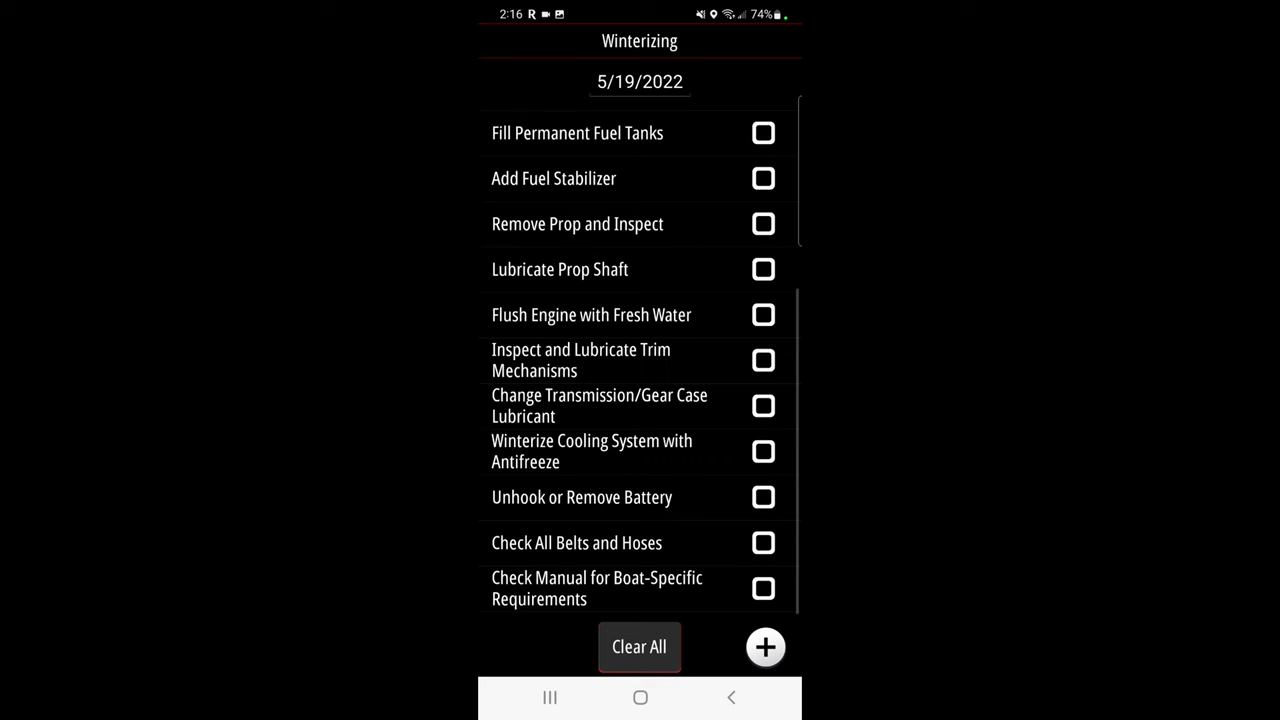 2:16 R 74%
Winterizing
5/19/2022
Fill Permanent Fuel Tanks
Add Fuel Stabilizer
Remove Prop and Inspect
Lubricate Prop Shaft
Flush Engine with Fresh Water
Inspect and Lubricate Trim
Mechanisms
Change Transmission/Gear Case
Lubricant
Winterize Cooling System with
Antifreeze
Unhook or Remove Battery
Check All Belts and Hoses
Check Manual for Boat-Specific
Requirements
Clear All